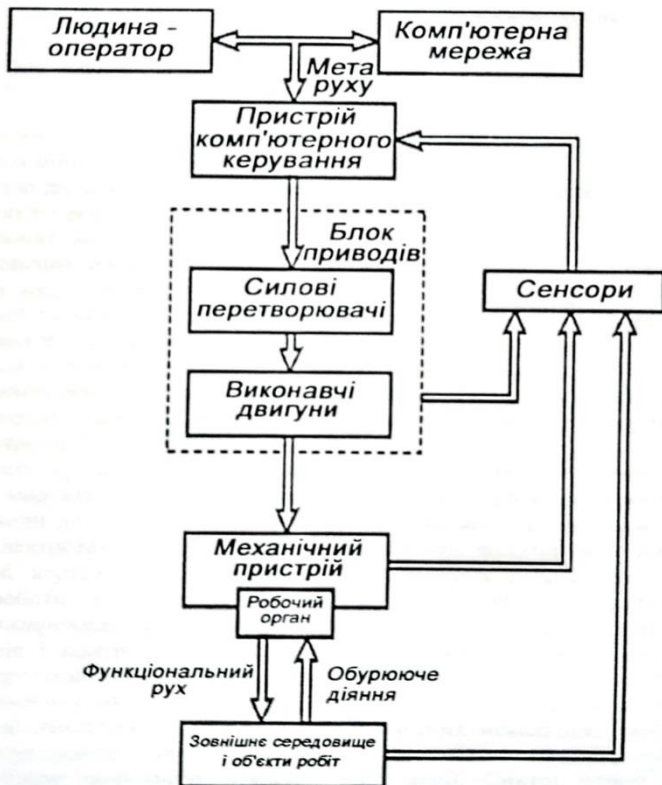 Людина -
оператор
Комп'ютерна
мережа
Мета
руху
Пристрій
комп'ютерного
керування
Блок
приводів
Силові
перетворювачі
Сенсори
Виконавчі
двигуни
Механічний
пристрій
Робочий
орган
Функціональний
рух
Обурююче
діяння
Зовнішнє середовище
і об'єкти робіт